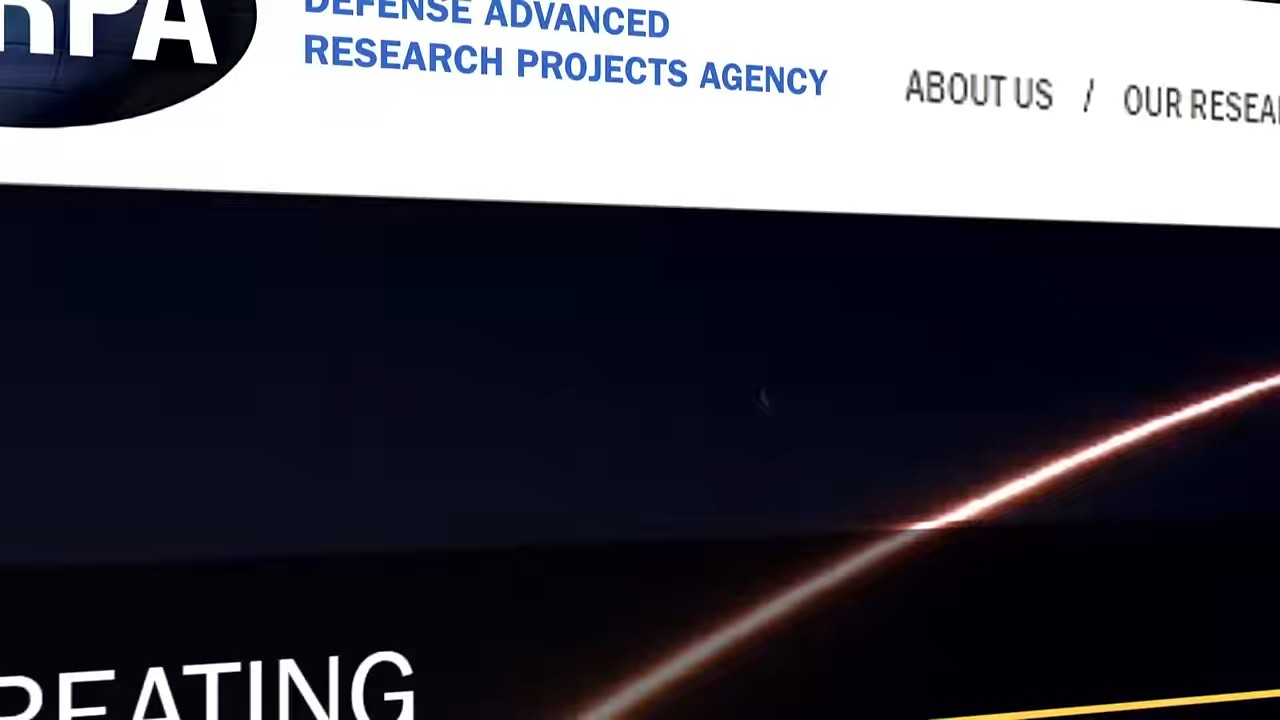 RPA
DEFENSE ADVANCED
RESEARCH PROJECTS AGENCY
ABOUT US / OUR RESEA
REATING